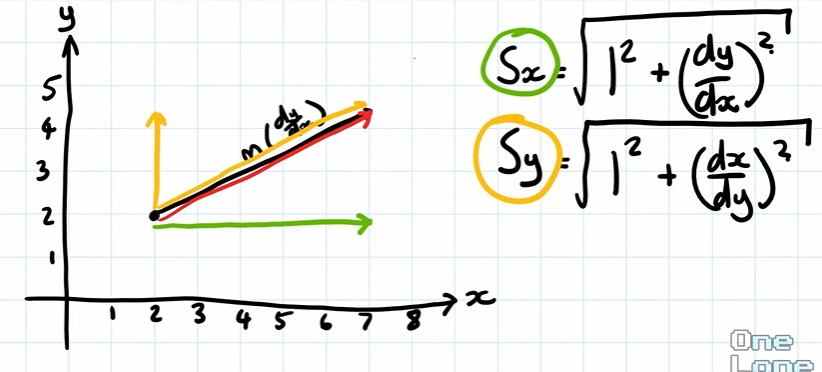 y
5
4
3
2
1
1 2 3 4 5 6 7 8
x
m(dy/dx)
Sx = √1² + (dy/dx)²
Sy = √1² + (dx/dy)²
One
Lone